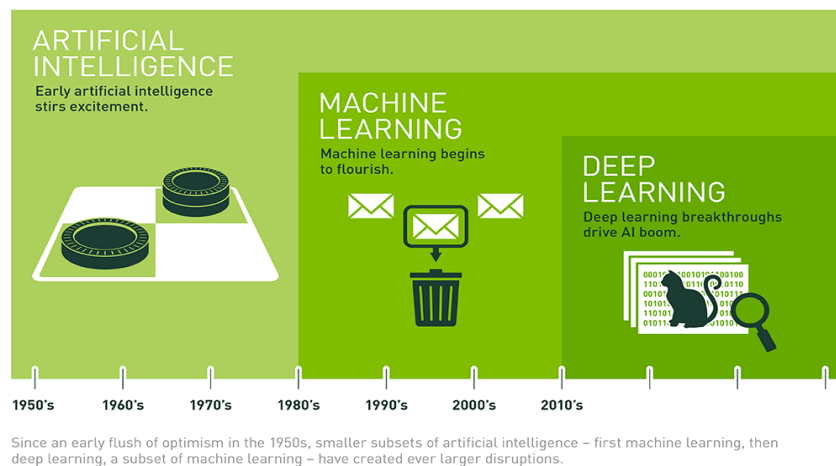 ARTIFICIAL
INTELLIGENCE
Early artificial intelligence
stirs excitement.
MACHINE
LEARNING
Machine learning begins
to flourish.
DEEP
LEARNING
Deep learning breakthroughs
drive AI boom.
1950's
1960's
1970's
1980's
1990's
2000's
2010's
Since an early flush of optimism in the 1950s, smaller subsets of artificial intelligence – first machine learning, then
deep learning, a subset of machine learning – have created ever larger disruptions.